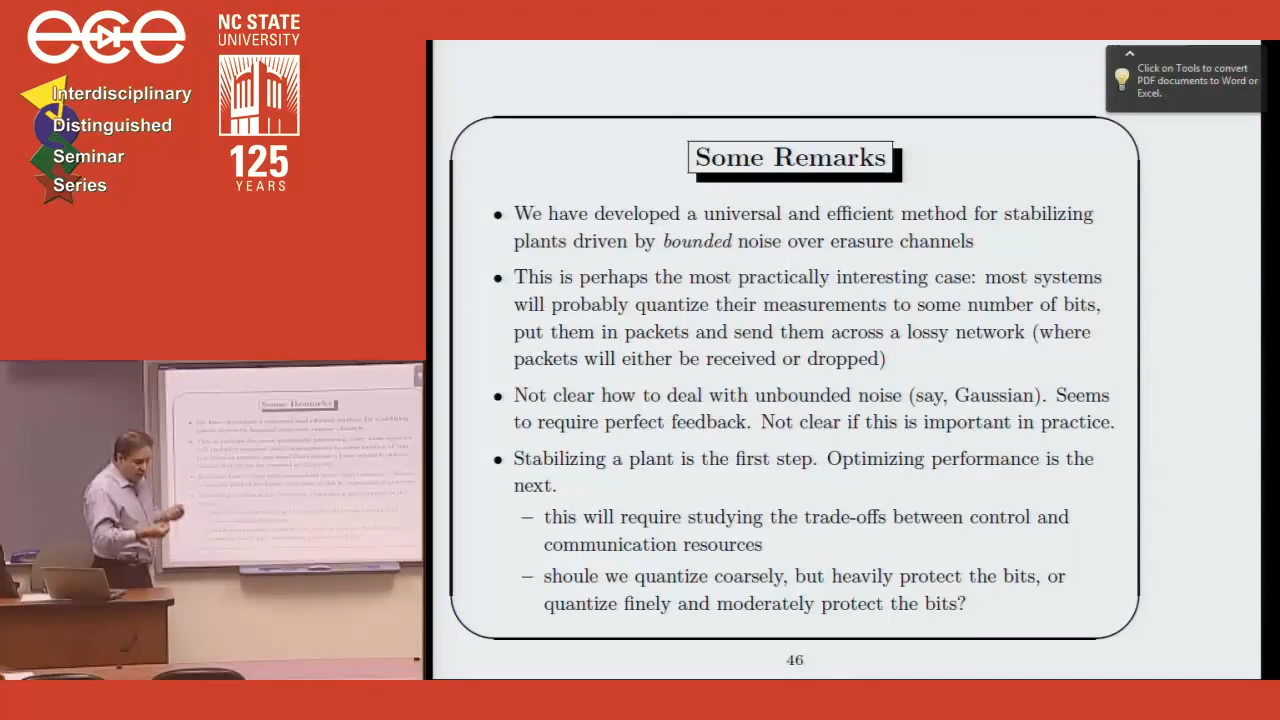 ece
NC STATE
UNIVERSITY
Interdisciplinary
Distinguished
Seminar
Series
125
YEARS
Click on Tools to convert
PDF documents to Word or
Excel.
Some Remarks
• We have developed a universal and efficient method for stabilizing
plants driven by bounded noise over erasure channels
• This is perhaps the most practically interesting case: most systems
will probably quantize their measurements to some number of bits,
put them in packets and send them across a lossy network (where
packets will either be received or dropped)
• Not clear how to deal with unbounded noise (say, Gaussian). Seems
to require perfect feedback. Not clear if this is important in practice.
• Stabilizing a plant is the first step. Optimizing performance is the
next.
– this will require studying the trade-offs between control and
communication resources
– shoule we quantize coarsely, but heavily protect the bits, or
quantize finely and moderately protect the bits?
46
Some Remarks